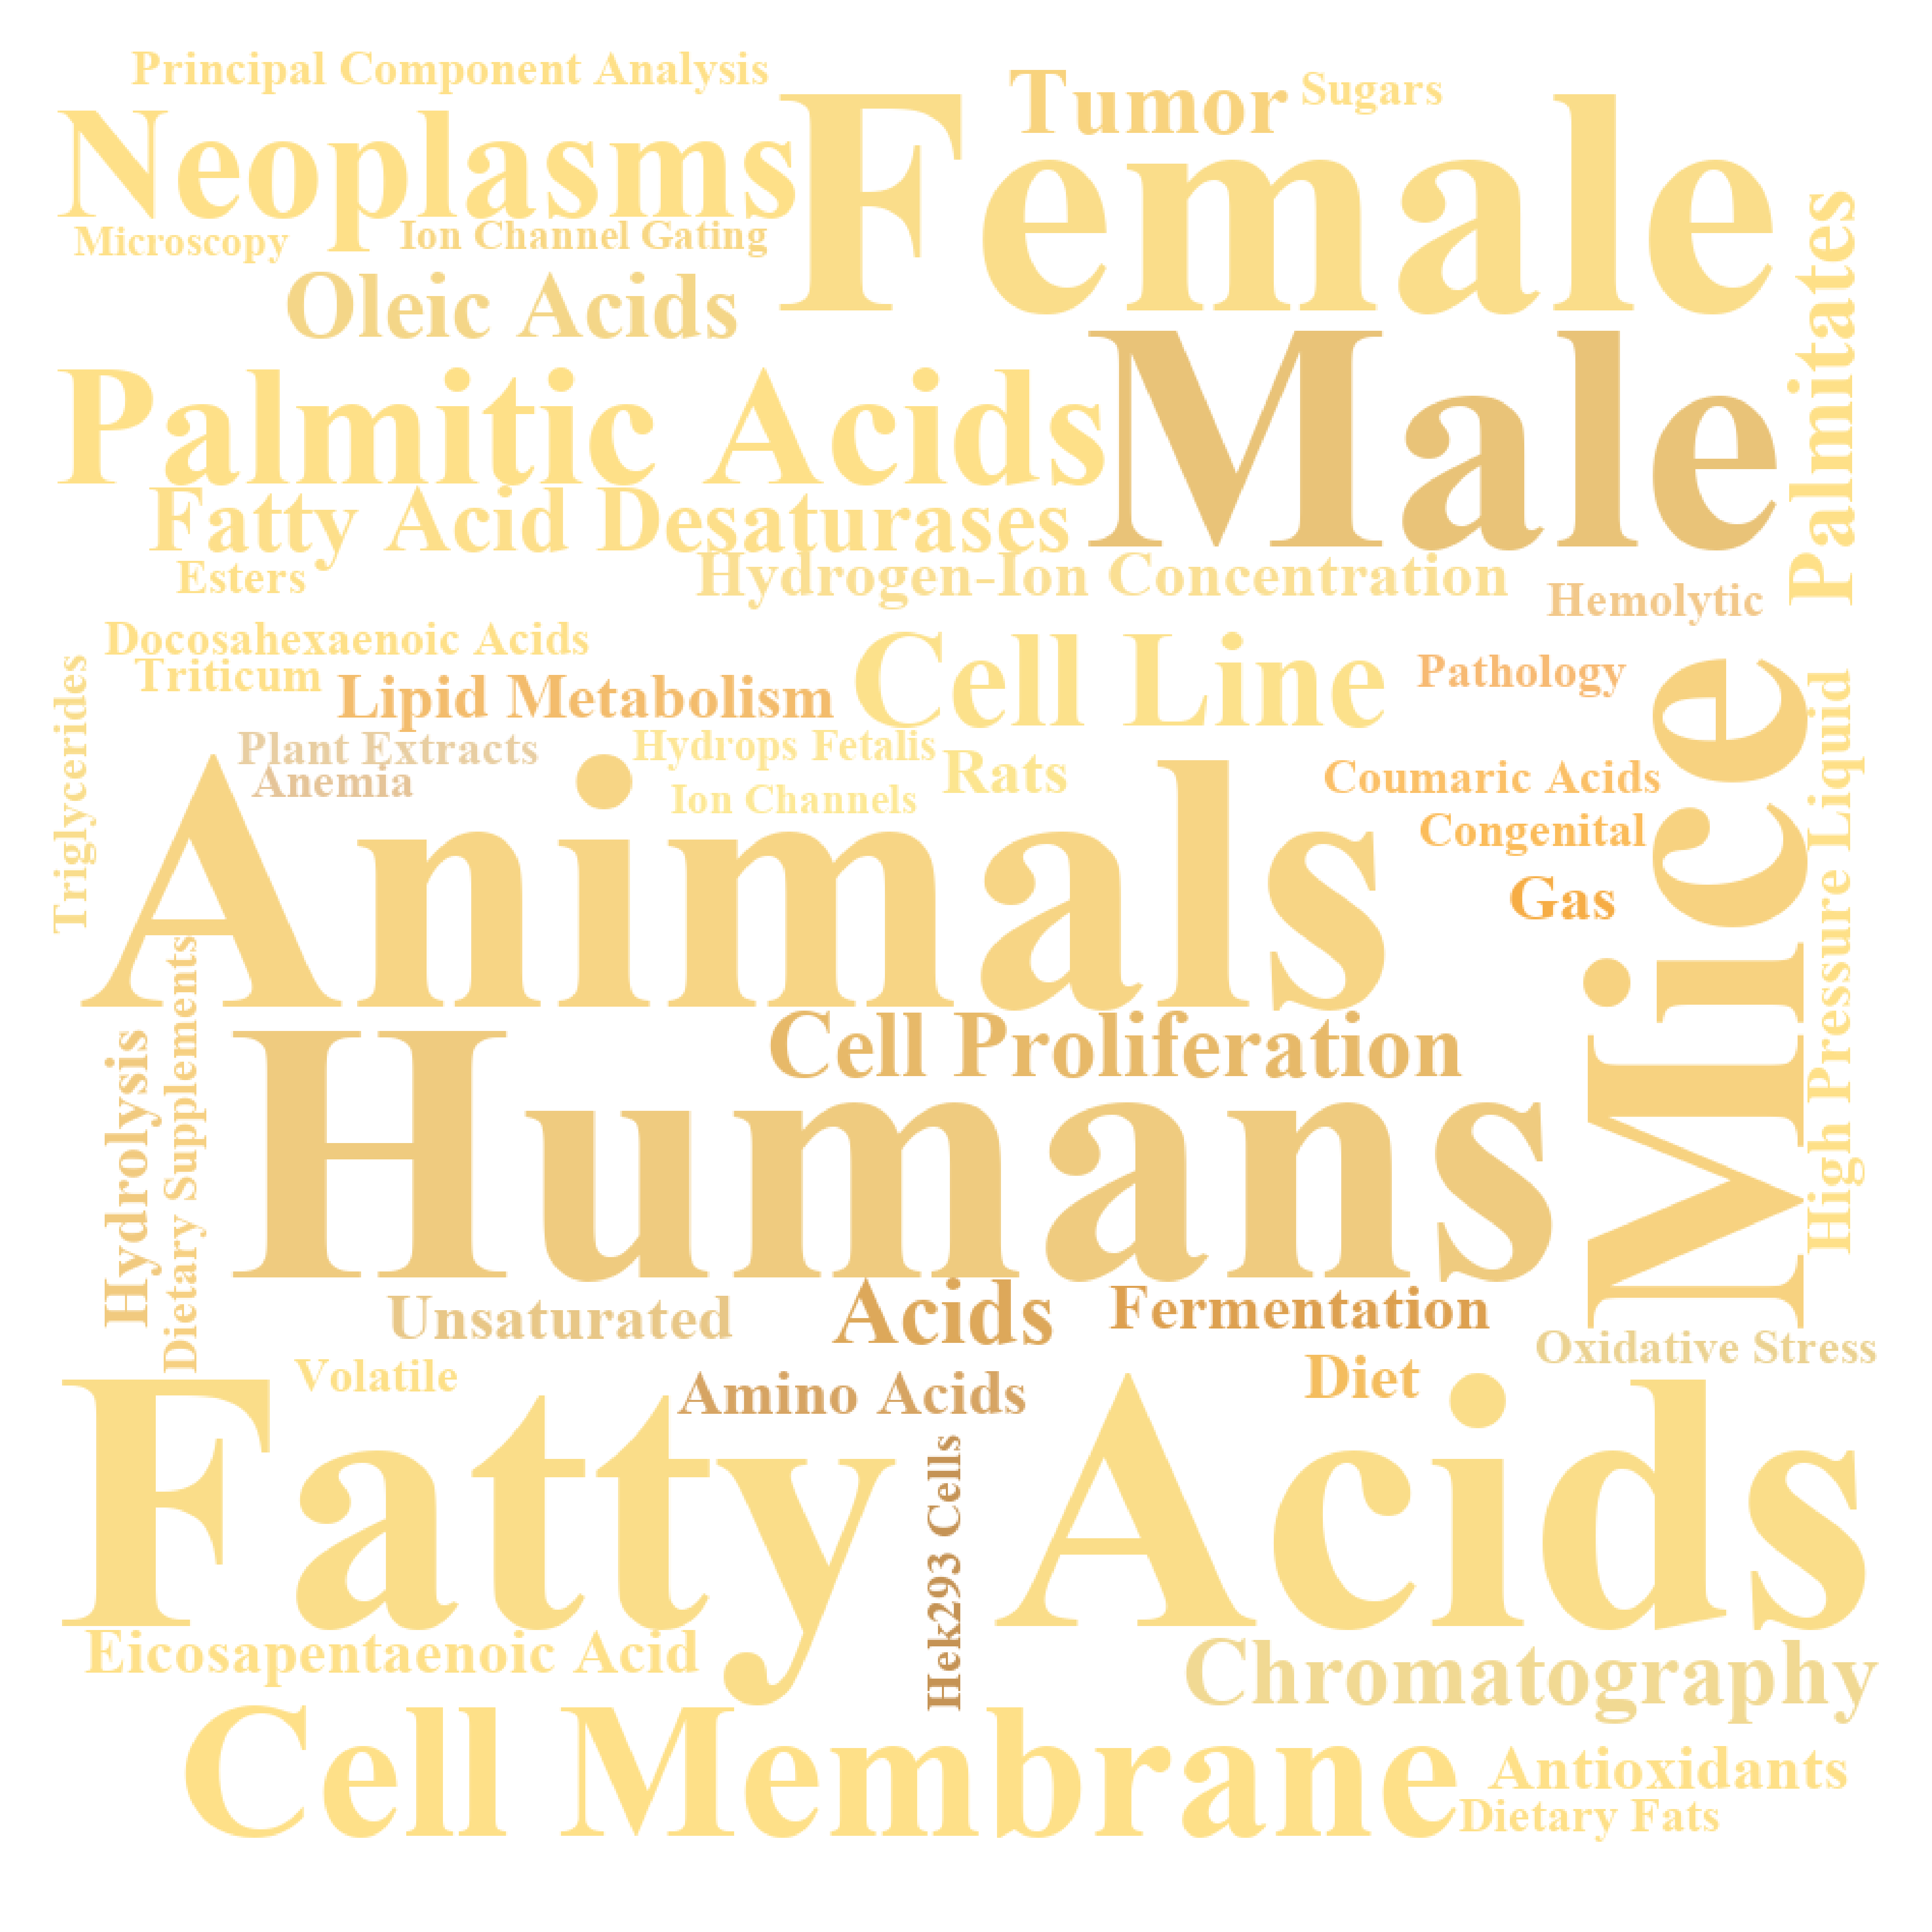 Principal Component Analysis
Tumor
Sugars
Neoplasms
Female
Microscopy
Ion Channel Gating
Oleic Acids
Palmitates
Male
Palmitic Acids
Fatty Acid Desaturases
Esters
Hydrogen-Ion Concentration
Hemolytic
Docosahexaenoic Acids
Triticum
Lipid Metabolism
Cell Line
Pathology
Triglycerides
Plant Extracts
Hydrops Fetalis
Anemia
Ion Channels
Rats
Coumaric Acids
Congenital
Gas
Mice
High Pressure Liquid
Animals
Dietary Supplements
Hydrolysis
Cell Proliferation
Humans
Unsaturated
Acids
Fermentation
Oxidative Stress
Volatile
Amino Acids
Diet
Fatty Acids
Hek293 Cells
Eicosapentaenoic Acid
Chromatography
Cell Membrane
Antioxidants
Dietary Fats